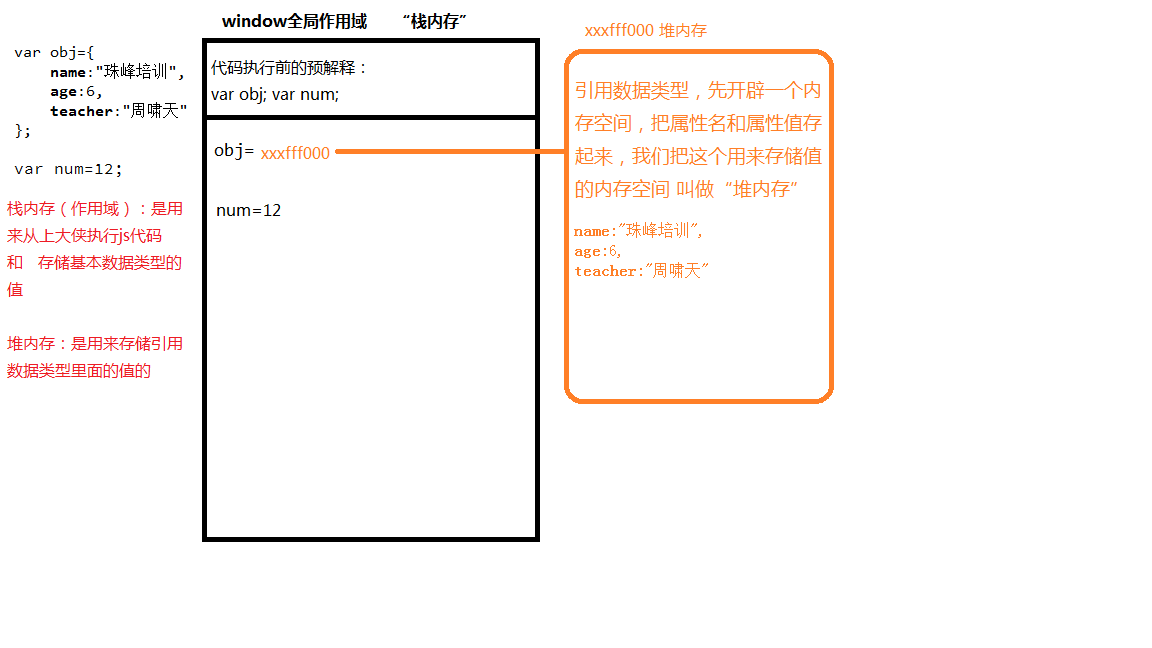 window全局作用域 “栈内存”
xxxfff000 堆内存
var obj={
name:"珠峰培训",
age:6,
teacher:"周啸天"
};
var num=12;
栈内存（作用域）：是用
来从上大侠执行js代码
和 存储基本数据类型的
值
堆内存：是用来存储引用
数据类型里面的值的
代码执行前的预解释：
var obj; var num;
obj= xxxfff000
num=12
引用数据类型，先开辟一个内
存空间，把属性名和属性值存
起来，我们把这个用来存储值
的内存空间 叫做“堆内存”
name:"珠峰培训",
age:6,
teacher:"周啸天"